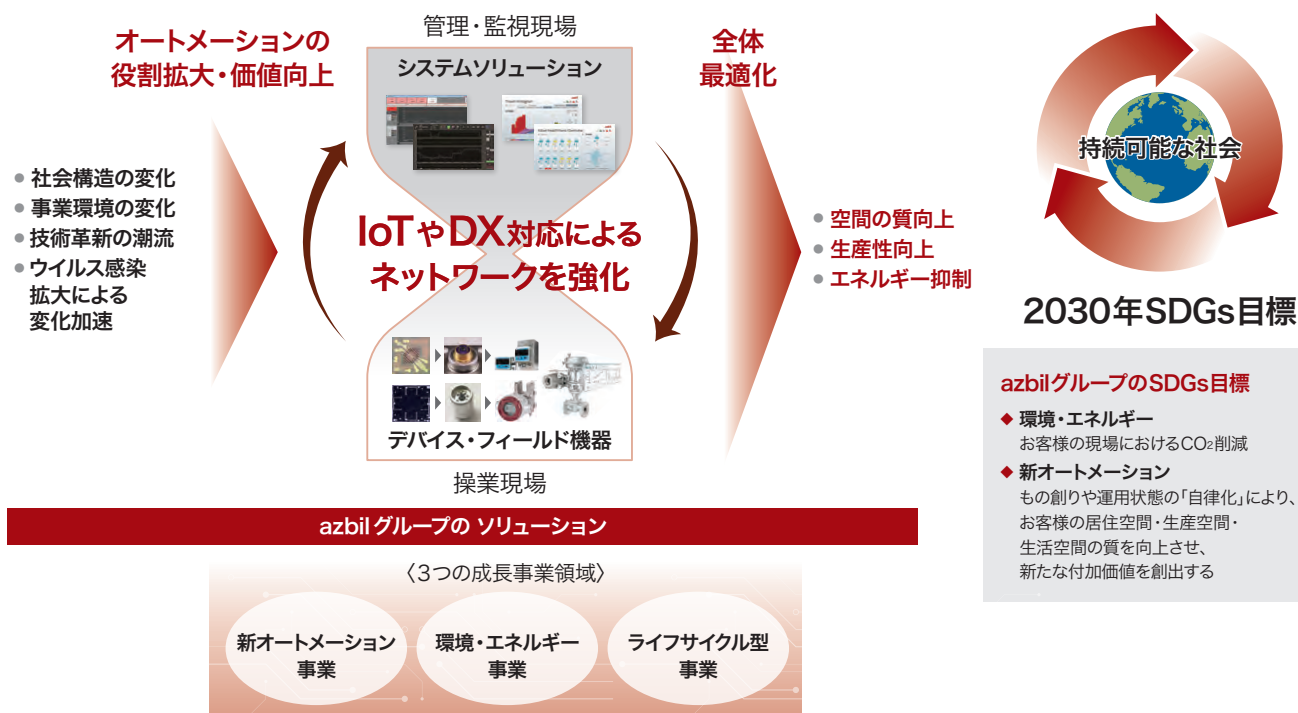 オートメーションの
役割拡大・価値向上
● 社会構造の変化
● 事業環境の変化
● 技術革新の潮流
● ウイルス感染
拡大による
変化加速
管理・監視現場
システムソリューション
IoTやDX対応による
ネットワークを強化
デバイス・フィールド機器
操業現場
全体
最適化
● 空間の質向上
● 生産性向上
● エネルギー抑制
azbilグループの ソリューション
〈3つの成長事業領域〉
新オートメーション
事業
環境・エネルギー
事業
ライフサイクル型
事業
持続可能な社会
2030年SDGs目標
azbilグループのSDGs目標
◆ 環境・エネルギー
お客様の現場におけるCO₂削減
◆ 新オートメーション
もの創りや運用状態の「自律化」により、
お客様の居住空間・生産空間・
生活空間の質を向上させ、
新たな付加価値を創出する